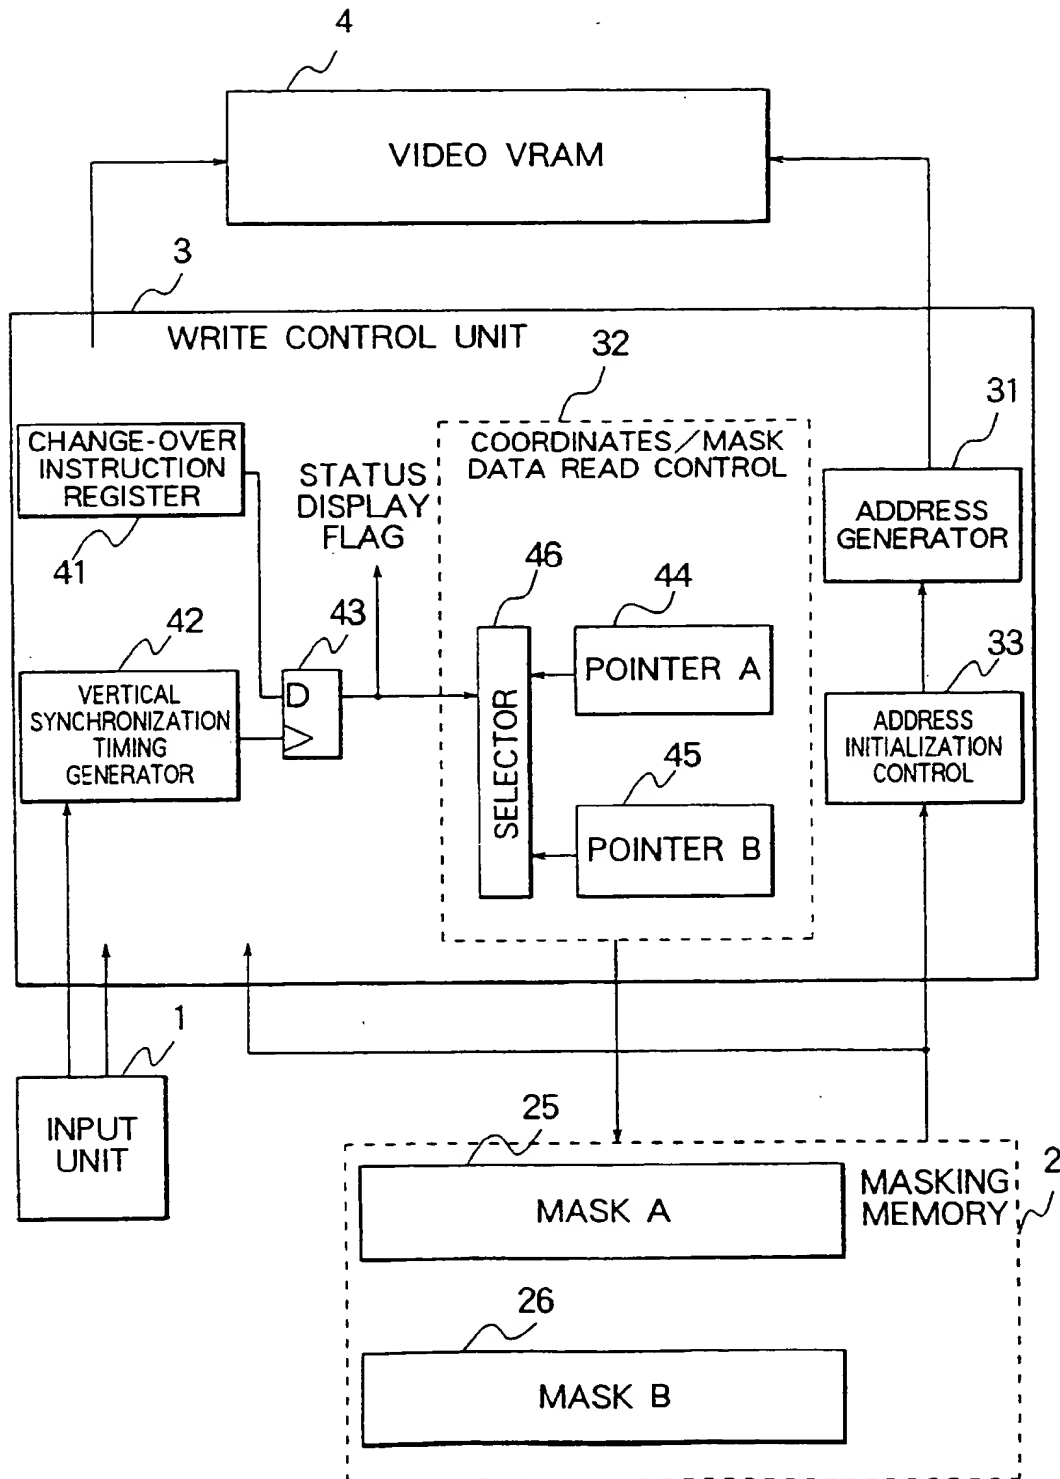 4
VIDEO VRAM
3
WRITE CONTROL UNIT
32
31
CHANGE-OVER
INSTRUCTION
REGISTER
41
STATUS
DISPLAY
FLAG
COORDINATES/MASK
DATA READ CONTROL
ADDRESS
GENERATOR
42
43
46
44
33
VERTICAL
SYNCHRONIZATION
TIMING
GENERATOR
D
SELECTOR
POINTER A
45
POINTER B
ADDRESS
INITIALIZATION
CONTROL
1
INPUT
UNIT
25
MASK A
MASKING
MEMORY
2
26
MASK B